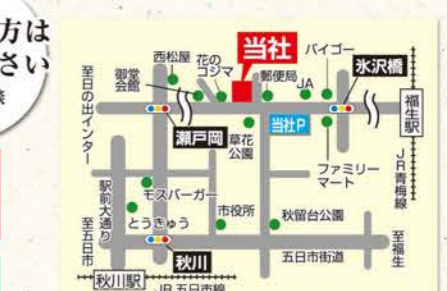 方は
さい
談
西松屋
花の
コジマ
当社
バイゴー
氷沢橋
御堂
会館
郵便局
JA
至日の出インター
瀬戸岡
草花
公園
当社P
福生駅
ファミリー
マート
JR青梅線
駅前大通り
モスバーガー
とうきゅう
市役所
秋留台公園
至五日市
秋川
五日市街道
至福生
秋川駅
JR五日市線